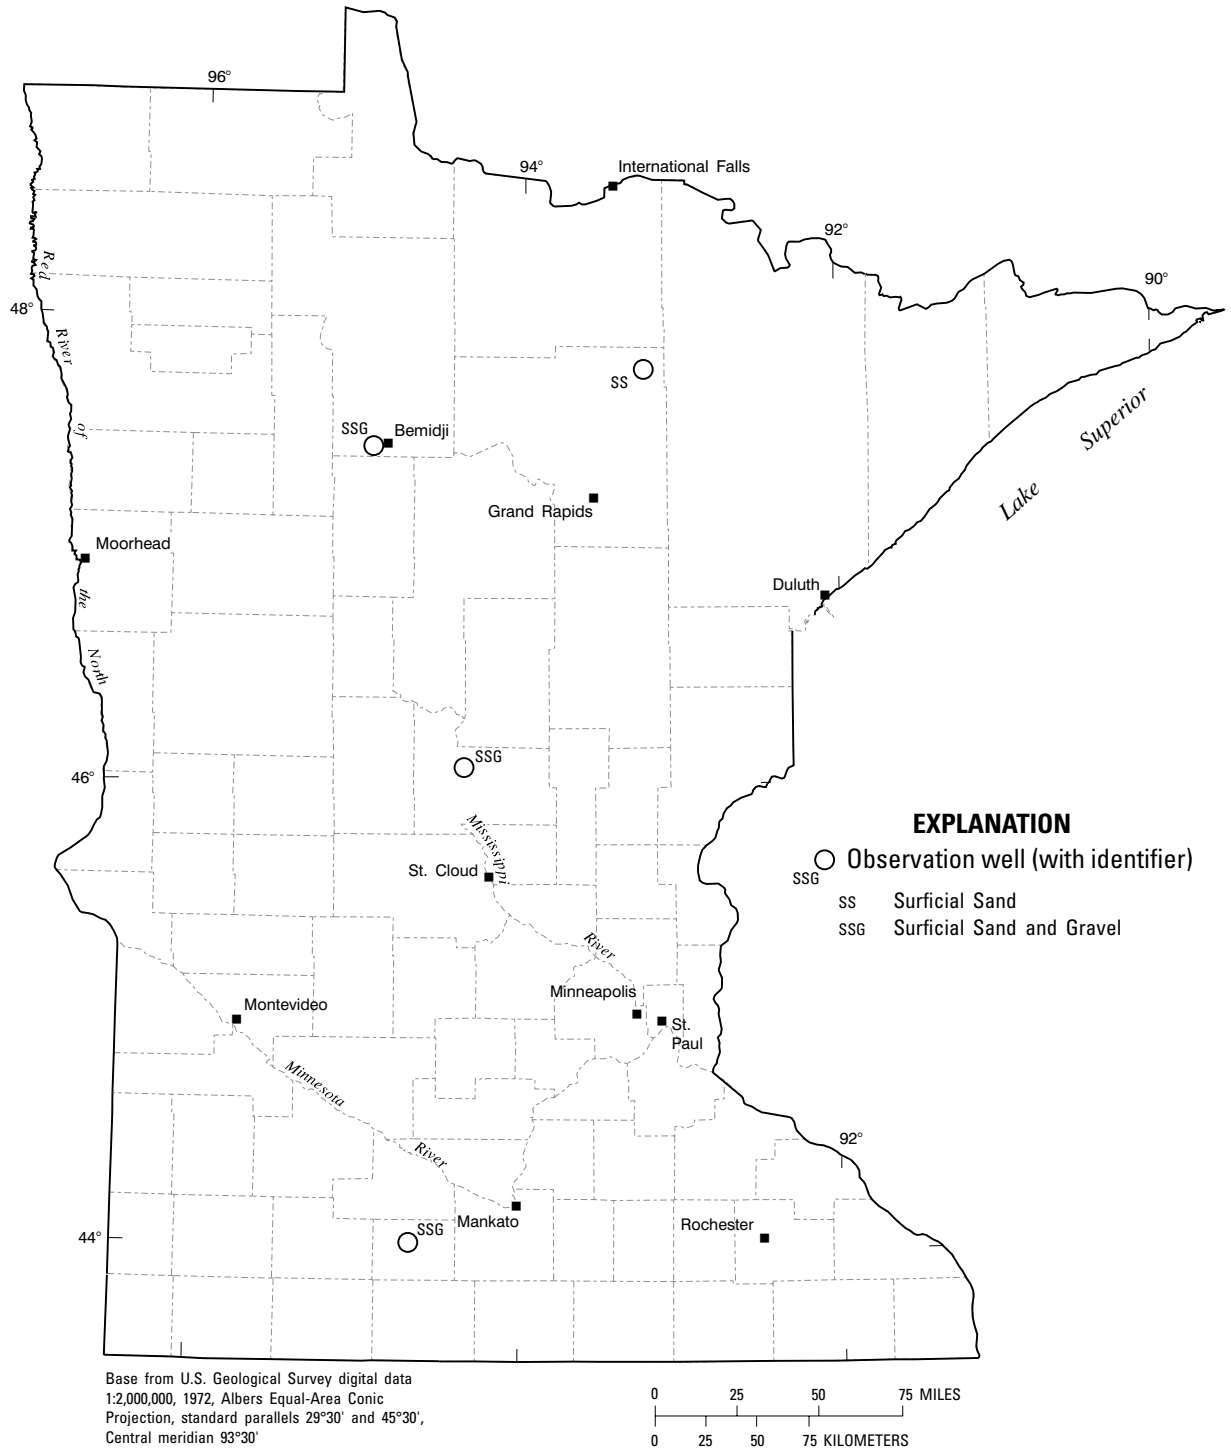 96°
94°
International Falls
92°
90°
48°
Red
River
of
the
North
SS
SSG
Bemidji
Superior
Lake
Grand Rapids
Moorhead
Duluth
46°
SSG
Mississippi
River
St. Cloud
EXPLANATION
Observation well (with identifier)
SSG
SS Surficial Sand
SSG Surficial Sand and Gravel
Minneapolis
St.
Paul
Montevideo
Minnesota
River
92°
Mankato
Rochester
SSG
44°
Base from U.S. Geological Survey digital data
1:2,000,000, 1972, Albers Equal-Area Conic
Projection, standard parallels 29°30' and 45°30',
Central meridian 93°30'
0 25 50 75 MILES
0 25 50 75 KILOMETERS